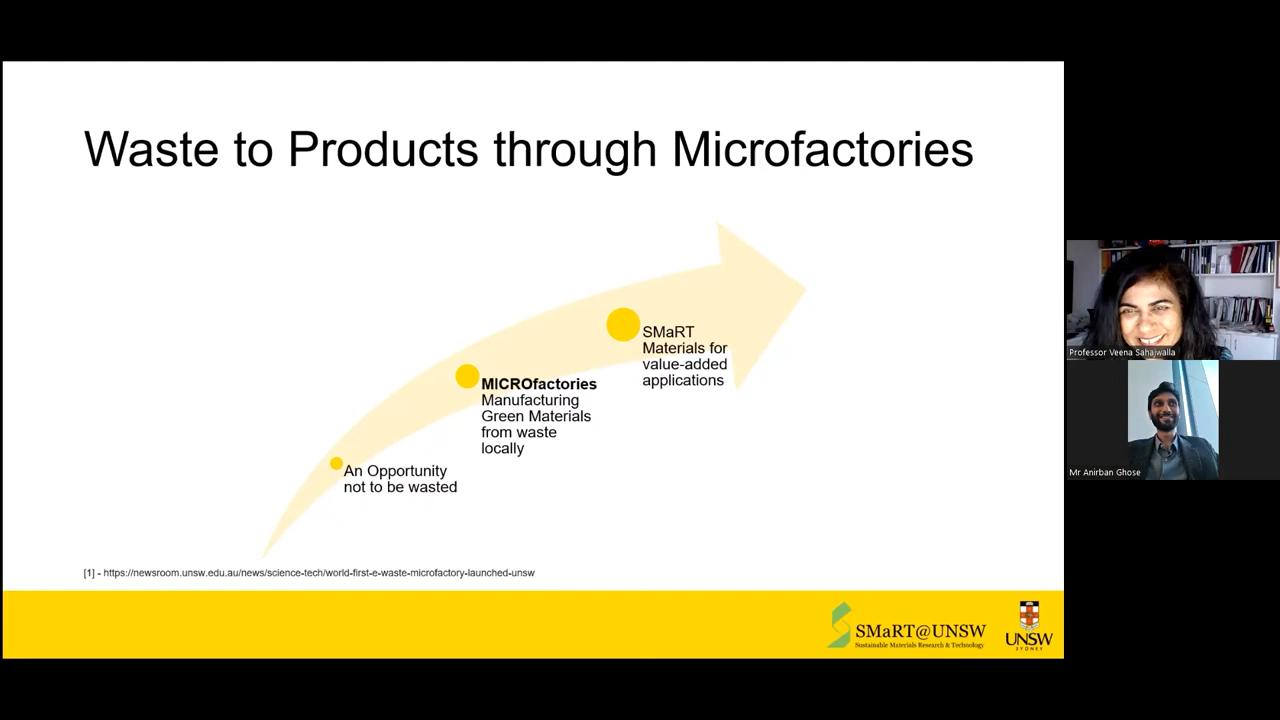 Waste to Products through Microfactories
SMaRT
Materials for
value-added
applications
MICROfactories
Manufacturing
Green Materials
from waste
locally
An Opportunity
not to be wasted
[1] - https://newsroom.unsw.edu.au/news/science-tech/world-first-e-waste-microfactory-launched-unsw
SMaRT@UNSW
Sustainable Materials Research & Technology
UNSW
SYDNEY
Professor Veena Sahajwalla
Mr Anirban Ghose